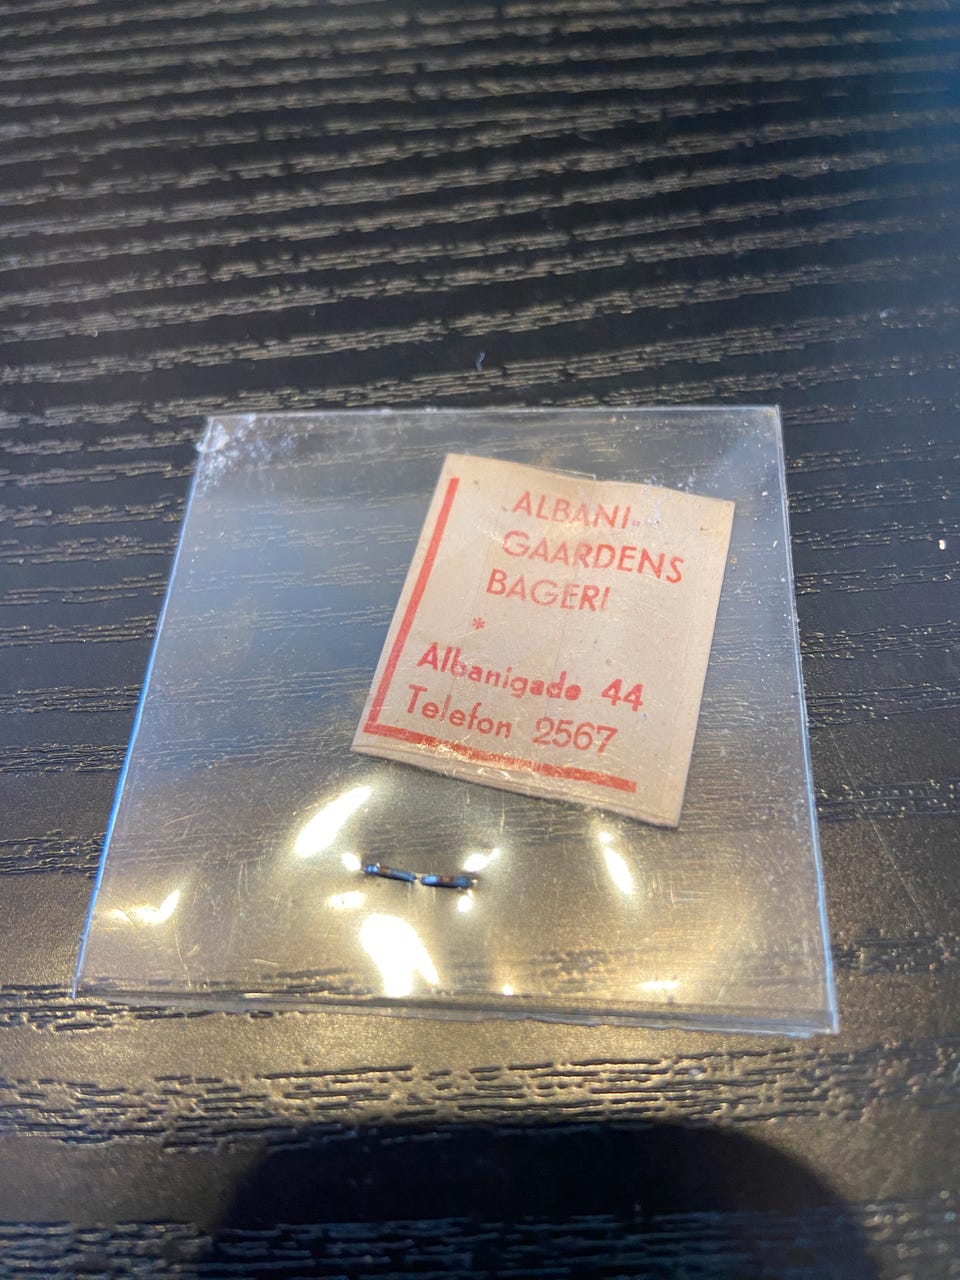 ALBANI-
GAARDENS
BAGERI
*
Albanigade 44
Telefon 2567